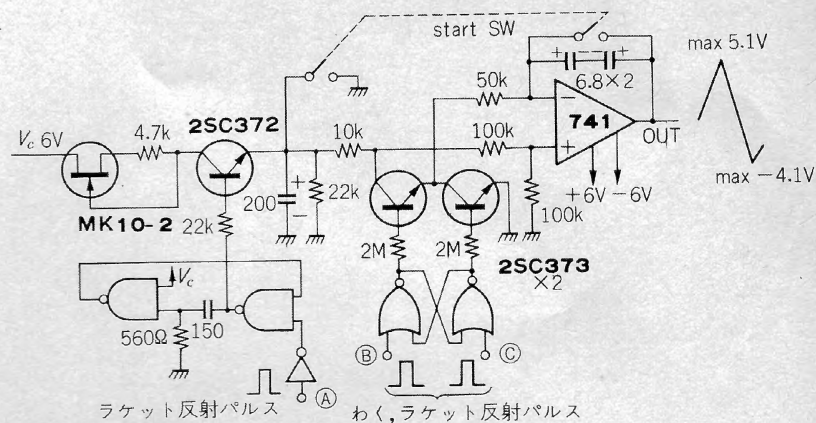 start SW
max 5.1V
+ − − +
6.8×2
50k
−
741
OUT
Vc 6V
4.7k
2SC372
10k
100k
+
max −4.1V
+6V −6V
+
200
−
22k
MK10-2
22k
100k
2M
2M
2SC373
×2
Vc
560Ω
150
Ⓐ
Ⓑ
Ⓒ
ラケット反射パルス
わく,ラケット反射パルス